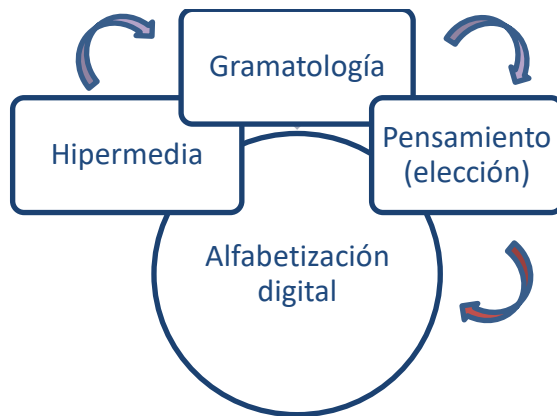 Gramatología
Hipermedia
Pensamiento
(elección)
Alfabetización
digital